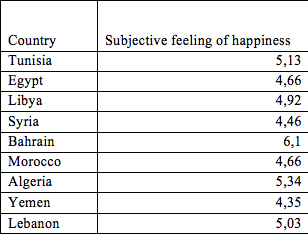 Country Subjective feeling of happiness
Tunisia 5,13
Egypt 4,66
Libya 4,92
Syria 4,46
Bahrain 6,1
Morocco 4,66
Algeria 5,34
Yemen 4,35
Lebanon 5,03